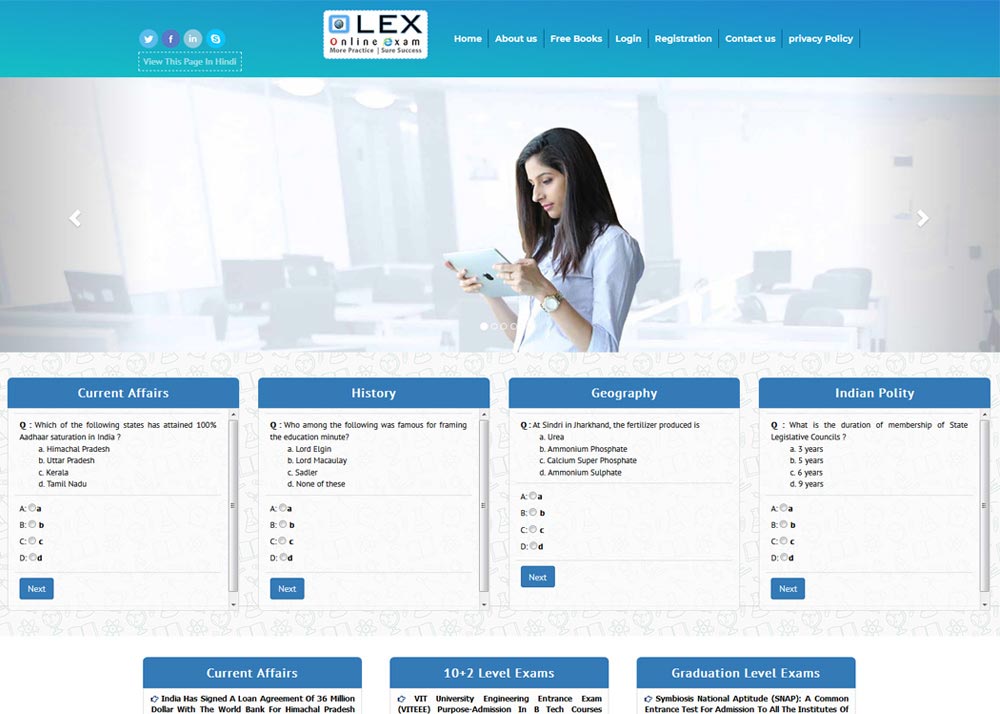 OLEX
Online exam
More Practice | Sure Success
View This Page In Hindi
Home
About us
Free Books
Login
Registration
Contact us
privacy Policy
Current Affairs
Q : Which of the following states has attained 100%
Aadhaar saturation in India ?
a. Himachal Pradesh
b. Uttar Pradesh
c. Kerala
d. Tamil Nadu
A: a
B: b
C: c
D: d
Next
History
Q : Who among the following was famous for framing
the education minute?
a. Lord Elgin
b. Lord Macaulay
c. Sadler
d. None of these
A: a
B: b
C: c
D: d
Next
Geography
Q : At Sindri in Jharkhand, the fertilizer produced is
a. Urea
b. Ammonium Phosphate
c. Calcium Super Phosphate
d. Ammonium Sulphate
A: a
B: b
C: c
D: d
Next
Indian Polity
Q : What is the duration of membership of State
Legislative Councils ?
a. 3 years
b. 5 years
c. 6 years
d. 9 years
A: a
B: b
C: c
D: d
Next
Current Affairs
India Has Signed A Loan Agreement Of 36 Million
Dollar With The World Bank For Himachal Pradesh
10+2 Level Exams
VIT University Engineering Entrance Exam
(VITEEE) Purpose-Admission In B Tech Courses
Graduation Level Exams
Symbiosis National Aptitude (SNAP): A Common
Entrance Test For Admission To All The Institutes Of